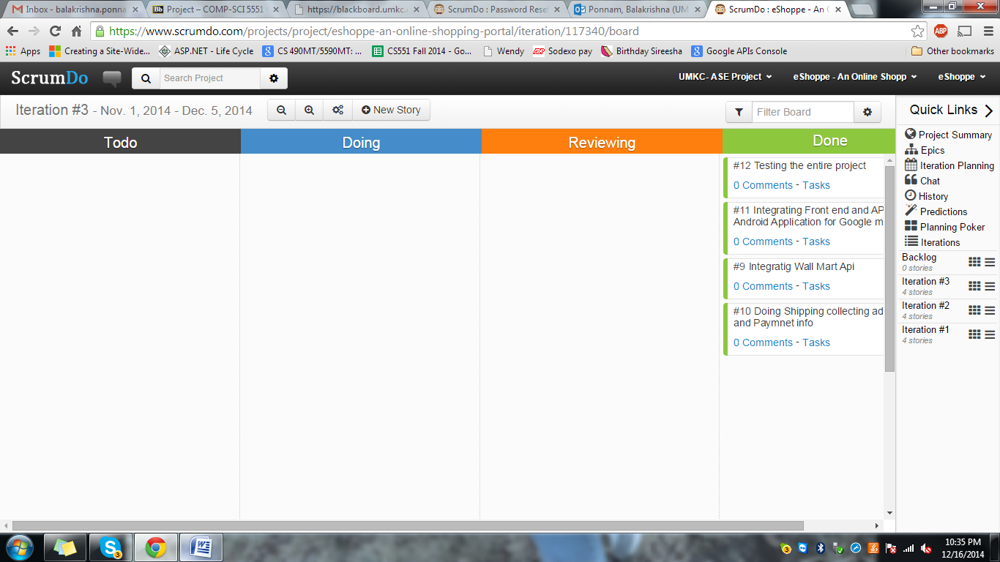 Inbox - balakrishna.ponna
Project – COMP-SCI 5551
https://blackboard.umkc.
ScrumDo : Password Rese
Ponnam, Balakrishna (UM
ScrumDo : eShoppe - An
https://www.scrumdo.com/projects/project/eshoppe-an-online-shopping-portal/iteration/117340/board
ABP
Apps
Creating a Site-Wide...
ASP.NET - Life Cycle
CS 490MT/5590MT: ...
CS551 Fall 2014 - Go...
Wendy
Sodexo pay
Birthday Sireesha
Google APIs Console
Other bookmarks
ScrumDo
Search Project
UMKC- ASE Project
eShoppe - An Online Shopp
eShoppe
Iteration #3 - Nov. 1, 2014 - Dec. 5, 2014
New Story
Filter Board
Quick Links
Todo
Doing
Reviewing
Done
#12 Testing the entire project
0 Comments - Tasks
#11 Integrating Front end and AP
Android Application for Google m
0 Comments - Tasks
#9 Integratig Wall Mart Api
0 Comments - Tasks
#10 Doing Shipping collecting ad
and Paymnet info
0 Comments - Tasks
Project Summary
Epics
Iteration Planning
Chat
History
Predictions
Planning Poker
Iterations
Backlog
0 stories
Iteration #3
4 stories
Iteration #2
4 stories
Iteration #1
4 stories
10:35 PM
12/16/2014